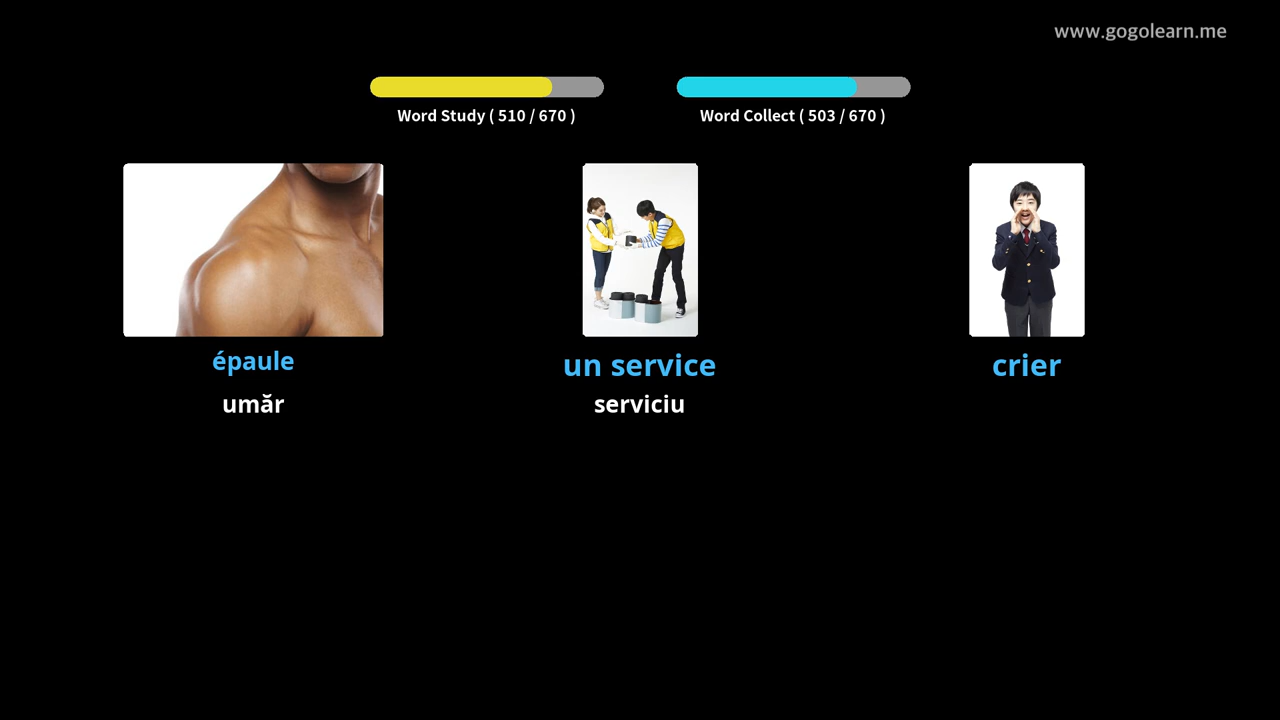 www.gogolearn.me
Word Study ( 510 / 670 )
Word Collect ( 503 / 670 )
épaule
umăr
un service
serviciu
crier